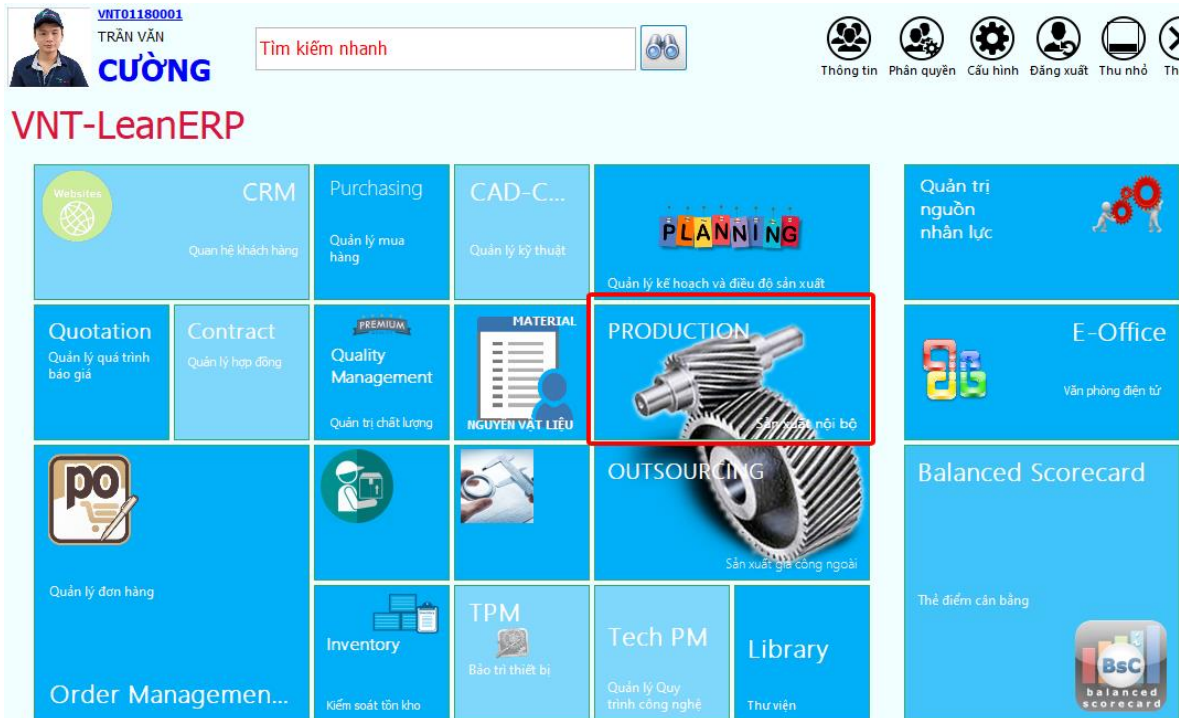 VNT01180001
TRẦN VĂN
CƯỜNG
Tìm kiếm nhanh
Thông tin
Phân quyền
Cấu hình
Đăng xuất
Thu nhỏ
Th
VNT-LeanERP
Websites
CRM
Quan hệ khách hàng
Purchasing
Quản lý mua
hàng
CAD-C...
Quản lý kỹ thuật
PLANNING
Quản lý kế hoạch và điều độ sản xuất
Quản trị
nguồn
nhân lực
Quotation
Quản lý quá trình
báo giá
Contract
Quản lý hợp đồng
PREMIUM
Quality
Management
Quản trị chất lượng
MATERIAL
NGUYÊN VẬT LIỆU
PRODUCTION
Sản xuất nội bộ
E-Office
Văn phòng điện tử
po
Quản lý đơn hàng
Order Managemen...
OUTSOURCING
Sản xuất gia công ngoài
Balanced Scorecard
Thẻ điểm cân bằng
BSC
balanced
scorecard
Inventory
Kiểm soát tồn kho
TPM
Bảo trì thiết bị
Tech PM
Quản lý Quy
trình công nghệ
Library
Thư viện